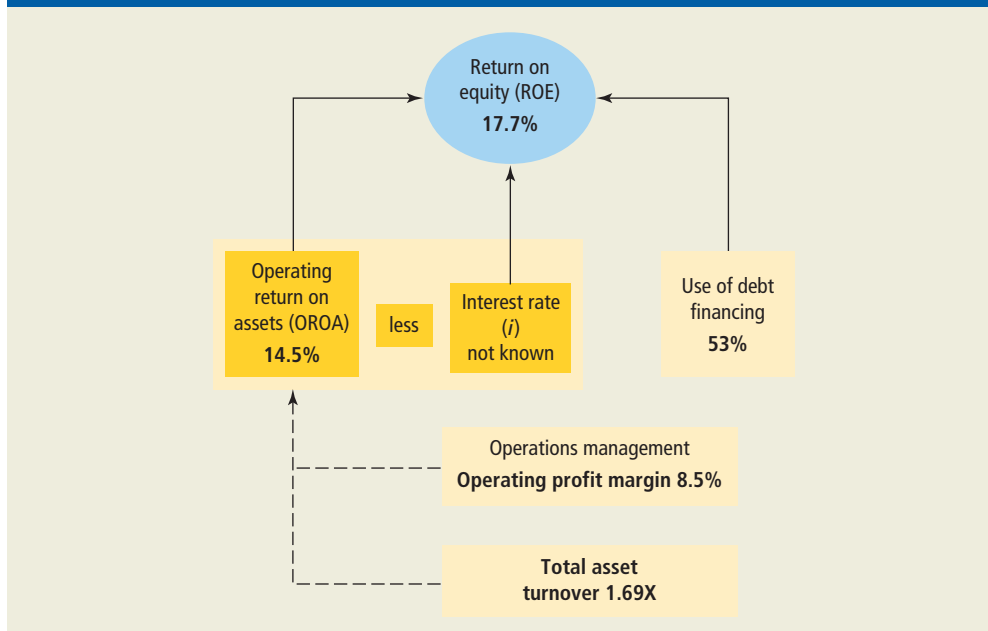 Return on
equity (ROE)
17.7%
Operating
return on
assets (OROA)
14.5%
less
Interest rate
(i)
not known
Use of debt
financing
53%
Operations management
Operating profit margin 8.5%
Total asset
turnover 1.69X